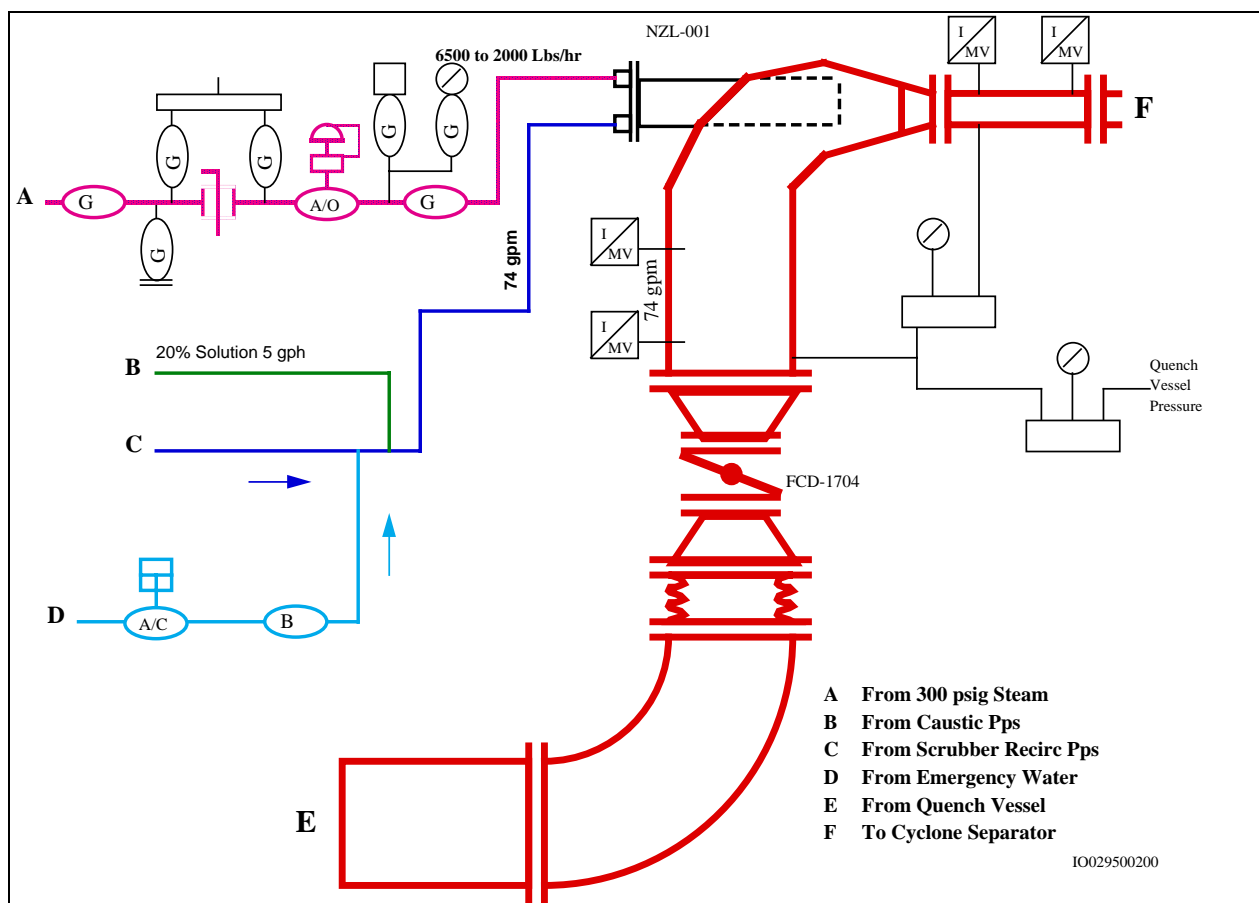 NZL-001
I
MV
I
MV
6500 to 2000 Lbs/hr
G
G
F
G
G
G
A
G
A/O
G
G
I
MV
74 gpm
74 gpm
I
MV
B
20% Solution 5 gph
Quench
Vessel
Pressure
C
FCD-1704
D
A/C
B
A From 300 psig Steam
B From Caustic Pps
C From Scrubber Recirc Pps
D From Emergency Water
E From Quench Vessel
F To Cyclone Separator
E
IO029500200